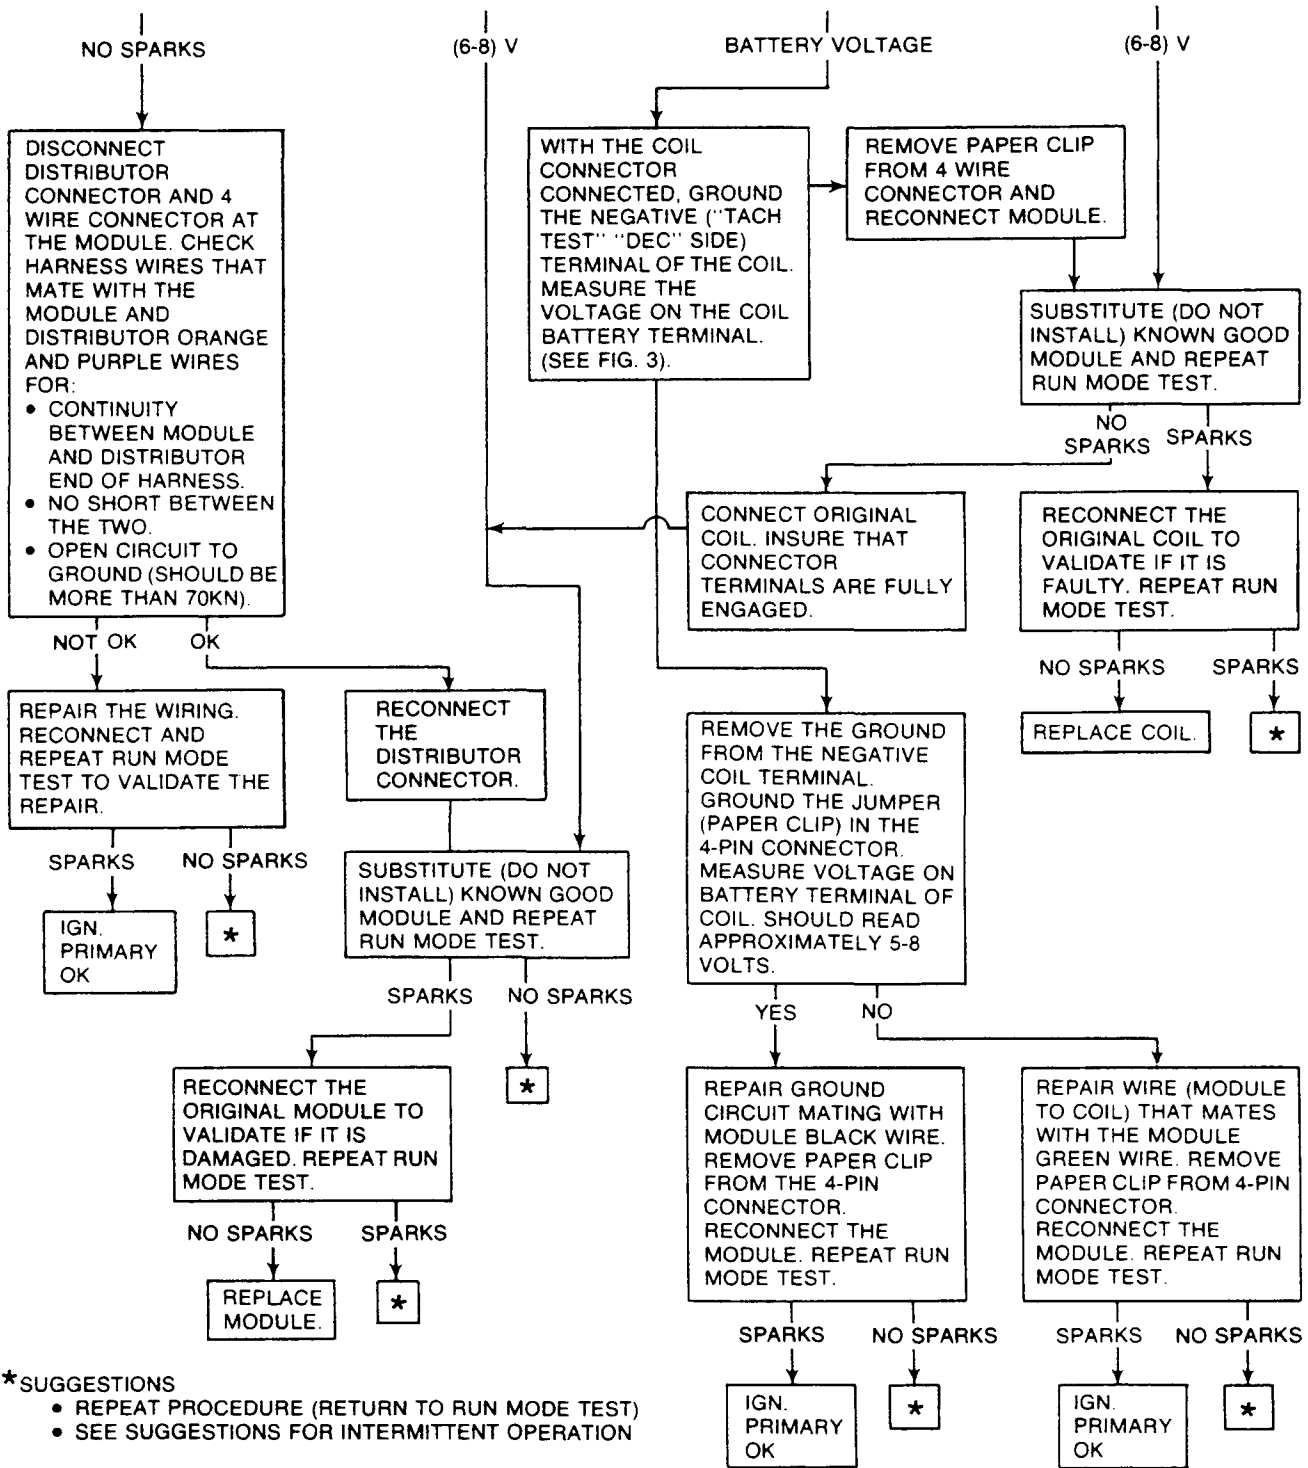 NO SPARKS
(6-8) V
BATTERY VOLTAGE
(6-8) V
DISCONNECT
DISTRIBUTOR
CONNECTOR AND 4
WIRE CONNECTOR AT
THE MODULE. CHECK
HARNESS WIRES THAT
MATE WITH THE
MODULE AND
DISTRIBUTOR ORANGE
AND PURPLE WIRES
FOR:
• CONTINUITY
BETWEEN MODULE
AND DISTRIBUTOR
END OF HARNESS.
• NO SHORT BETWEEN
THE TWO.
• OPEN CIRCUIT TO
GROUND (SHOULD BE
MORE THAN 70KN).
WITH THE COIL
CONNECTOR
CONNECTED, GROUND
THE NEGATIVE ("TACH
TEST" "DEC" SIDE)
TERMINAL OF THE COIL.
MEASURE THE
VOLTAGE ON THE COIL
BATTERY TERMINAL.
(SEE FIG. 3).
REMOVE PAPER CLIP
FROM 4 WIRE
CONNECTOR AND
RECONNECT MODULE.
SUBSTITUTE (DO NOT
INSTALL) KNOWN GOOD
MODULE AND REPEAT
RUN MODE TEST.
NO
SPARKS
SPARKS
CONNECT ORIGINAL
COIL. INSURE THAT
CONNECTOR
TERMINALS ARE FULLY
ENGAGED.
RECONNECT THE
ORIGINAL COIL TO
VALIDATE IF IT IS
FAULTY. REPEAT RUN
MODE TEST.
NO SPARKS
SPARKS
REPLACE COIL.
*
NOT OK
OK
REPAIR THE WIRING.
RECONNECT AND
REPEAT RUN MODE
TEST TO VALIDATE THE
REPAIR.
RECONNECT
THE
DISTRIBUTOR
CONNECTOR.
SPARKS
NO SPARKS
IGN.
PRIMARY
OK
*
SUBSTITUTE (DO NOT
INSTALL) KNOWN GOOD
MODULE AND REPEAT
RUN MODE TEST.
SPARKS
NO SPARKS
*
RECONNECT THE
ORIGINAL MODULE TO
VALIDATE IF IT IS
DAMAGED. REPEAT RUN
MODE TEST.
NO SPARKS
SPARKS
REPLACE
MODULE.
*
REMOVE THE GROUND
FROM THE NEGATIVE
COIL TERMINAL.
GROUND THE JUMPER
(PAPER CLIP) IN THE
4-PIN CONNECTOR.
MEASURE VOLTAGE ON
BATTERY TERMINAL OF
COIL. SHOULD READ
APPROXIMATELY 5-8
VOLTS.
YES
NO
REPAIR GROUND
CIRCUIT MATING WITH
MODULE BLACK WIRE.
REMOVE PAPER CLIP
FROM THE 4-PIN
CONNECTOR.
RECONNECT THE
MODULE. REPEAT RUN
MODE TEST.
REPAIR WIRE (MODULE
TO COIL) THAT MATES
WITH THE MODULE
GREEN WIRE. REMOVE
PAPER CLIP FROM 4-PIN
CONNECTOR.
RECONNECT THE
MODULE. REPEAT RUN
MODE TEST.
SPARKS
NO SPARKS
SPARKS
NO SPARKS
IGN.
PRIMARY
OK
*
IGN.
PRIMARY
OK
*
*SUGGESTIONS
• REPEAT PROCEDURE (RETURN TO RUN MODE TEST)
• SEE SUGGESTIONS FOR INTERMITTENT OPERATION